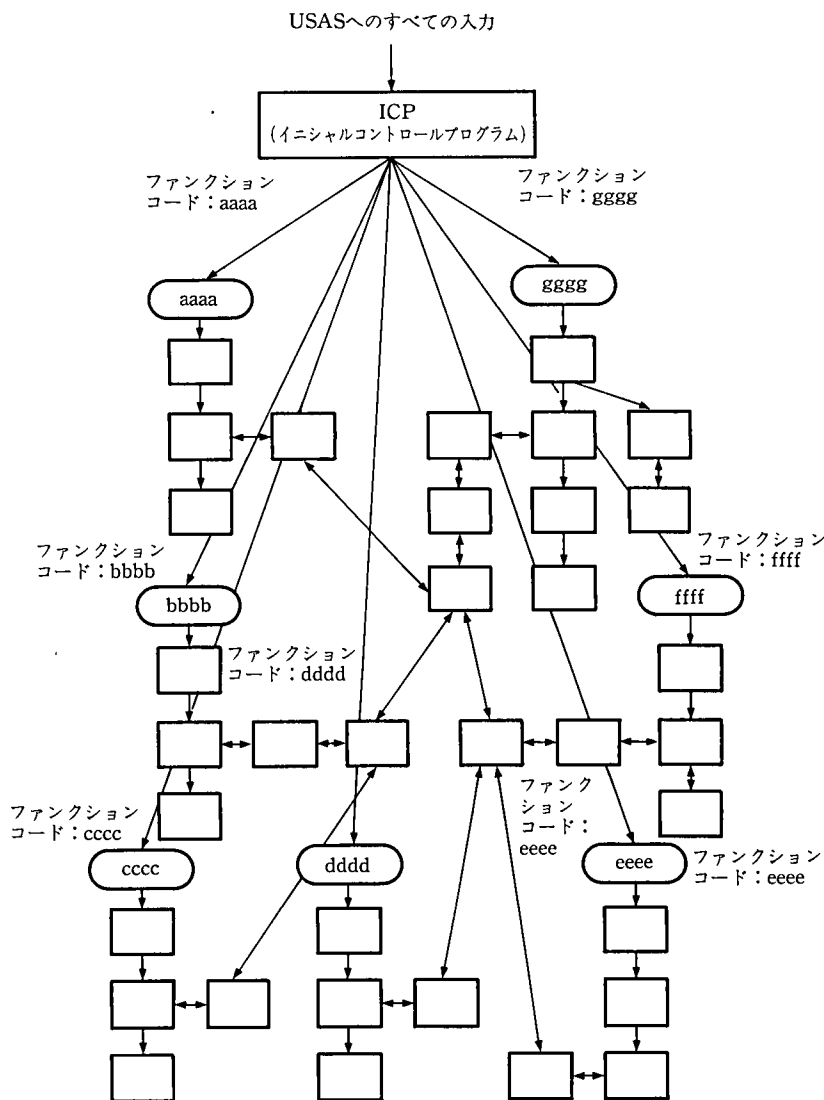 USASへのすべての入力
ICP
(イニシャルコントロールプログラム)
ファンクション
コード：aaaa
ファンクション
コード：gggg
aaaa
gggg
ファンクション
コード：bbbb
ファンクション
コード：ffff
bbbb
ffff
ファンクション
コード：dddd
ファンク
ション
コード：
eeee
ファンクション
コード：cccc
cccc
dddd
eeee
ファンクション
コード：eeee